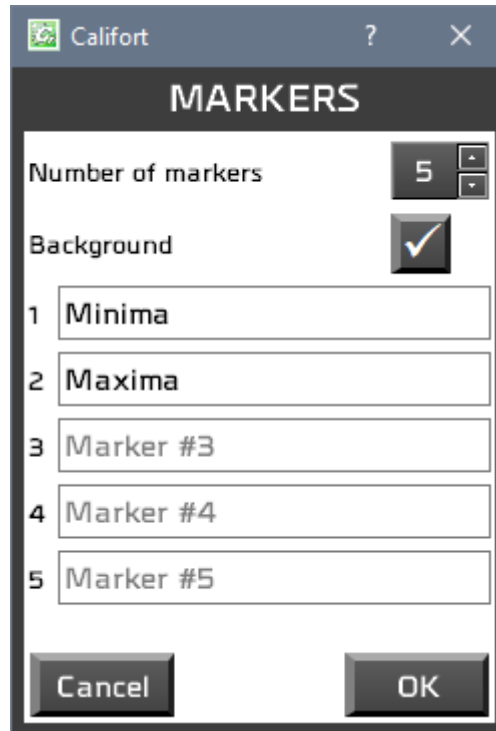 Califort ? ×
MARKERS
Number of markers 5
Background
1 Minima
2 Maxima
3 Marker #3
4 Marker #4
5 Marker #5
Cancel OK